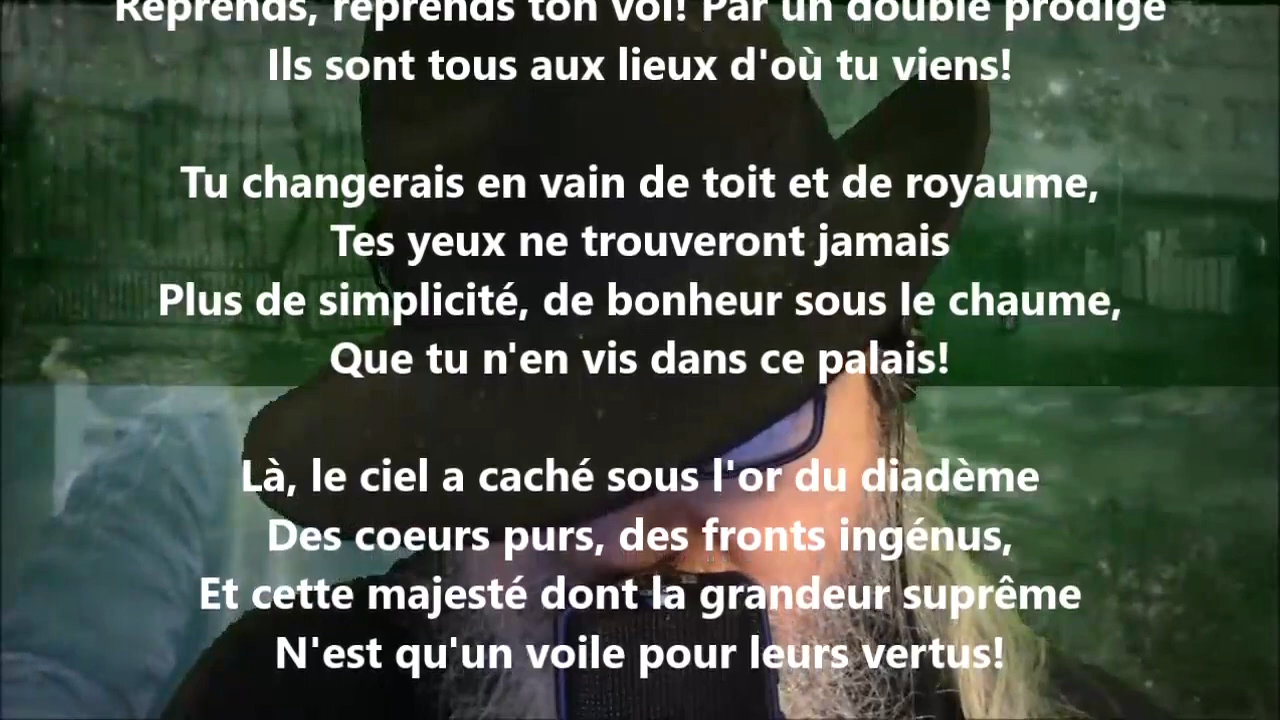 Reprends, reprends ton vol! Par un double prodige
Ils sont tous aux lieux d'où tu viens!
Tu changerais en vain de toit et de royaume,
Tes yeux ne trouveront jamais
Plus de simplicité, de bonheur sous le chaume,
Que tu n'en vis dans ce palais!
Là, le ciel a caché sous l'or du diadème
Des coeurs purs, des fronts ingénus,
Et cette majesté dont la grandeur suprême
N'est qu'un voile pour leurs vertus!